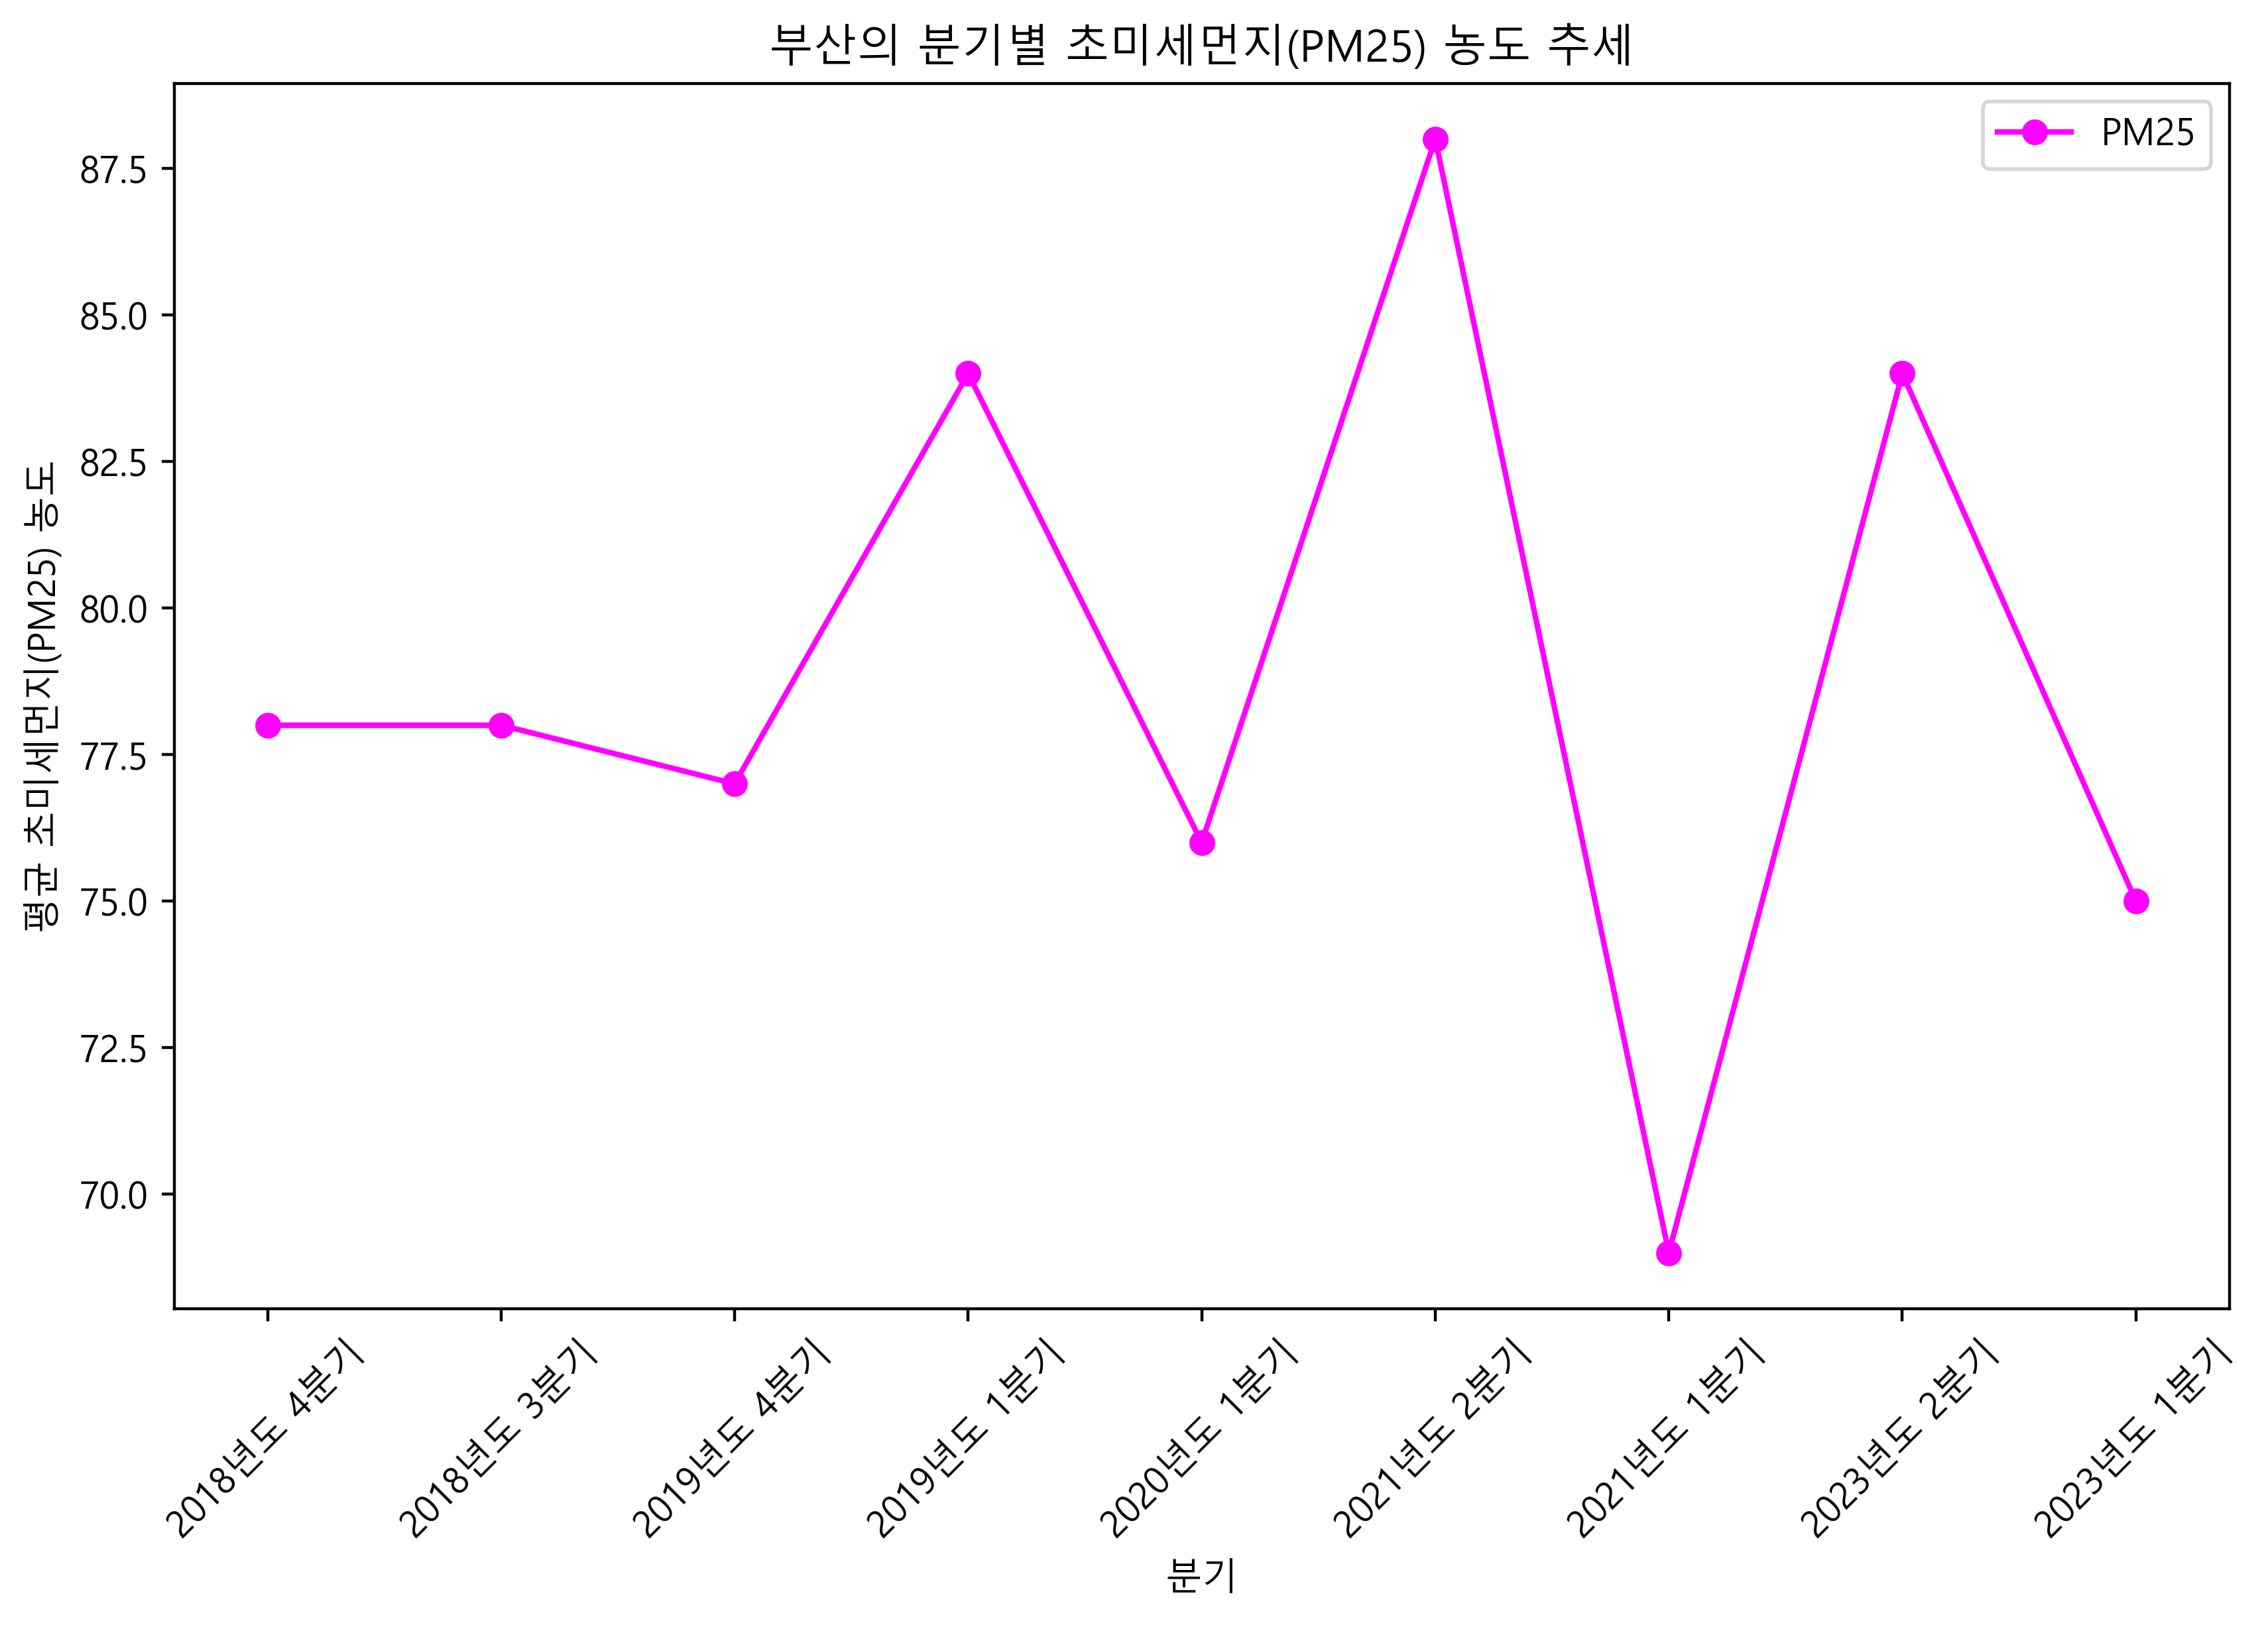 부산의 분기별 초미세먼지(PM25) 농도 추세
PM25
평균 초미세먼지(PM25) 농도
87.5
85.0
82.5
80.0
77.5
75.0
72.5
70.0
2018년도 4분기
2018년도 3분기
2019년도 4분기
2019년도 1분기
2020년도 1분기
2021년도 2분기
2021년도 1분기
2023년도 2분기
2023년도 1분기
분기